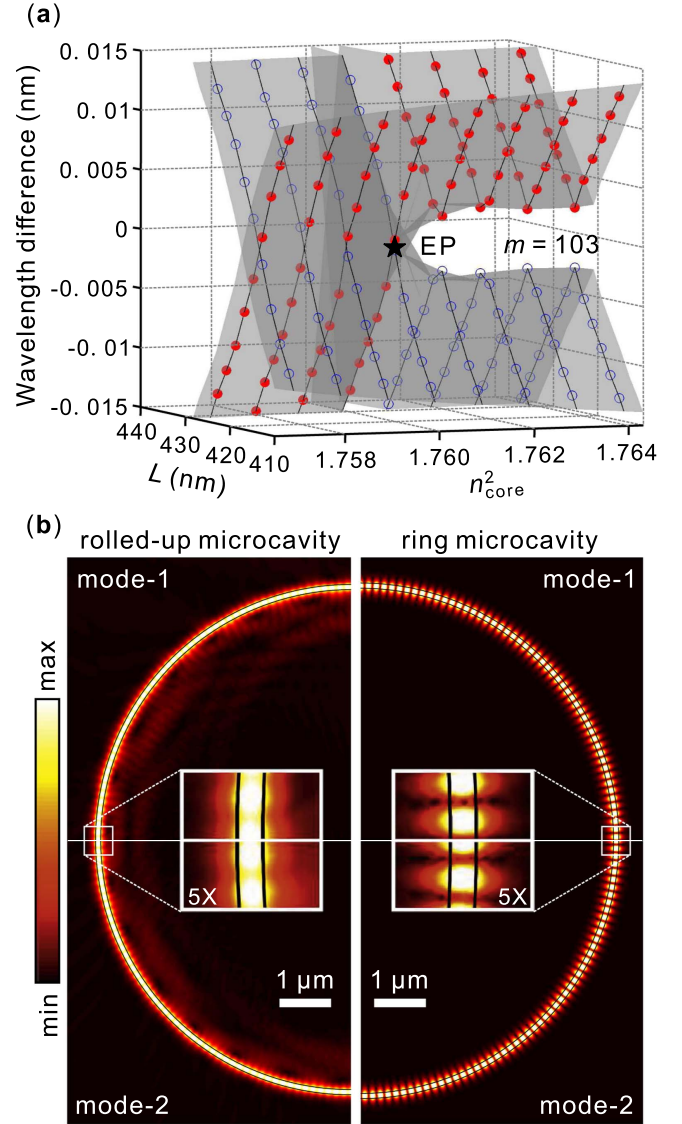 (a)
Wavelength difference (nm)
0.015
0.01
0.005
0
-0.005
-0.01
-0.015
EP
m = 103
440
430
420
410
L (nm)
1.758
1.760
1.762
1.764
n²core
(b)
rolled-up microcavity
ring microcavity
mode-1
mode-1
max
min
5X
5X
1 μm
1 μm
mode-2
mode-2